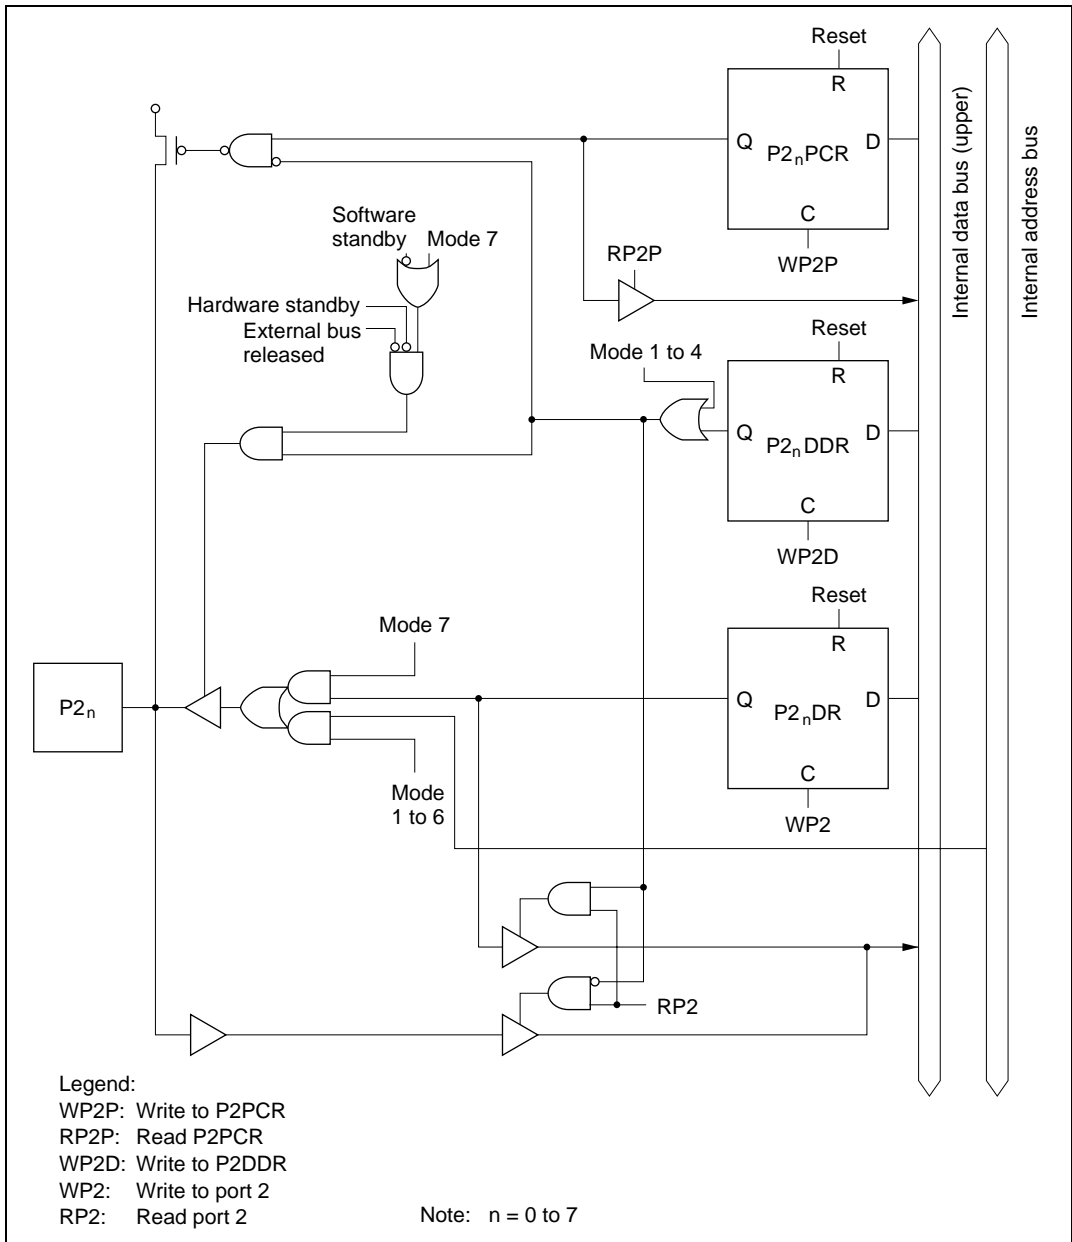 Reset
R
Q
P2nPCR
D
C
WP2P
Internal data bus (upper)
Internal address bus
Software
standby
Mode 7
RP2P
Hardware standby
External bus
released
Reset
Mode 1 to 4
R
Q
P2nDDR
D
C
WP2D
Reset
Mode 7
R
P2n
Q
P2nDR
D
C
Mode
1 to 6
WP2
RP2
Legend:
WP2P: Write to P2PCR
RP2P: Read P2PCR
WP2D: Write to P2DDR
WP2: Write to port 2
RP2: Read port 2
Note: n = 0 to 7